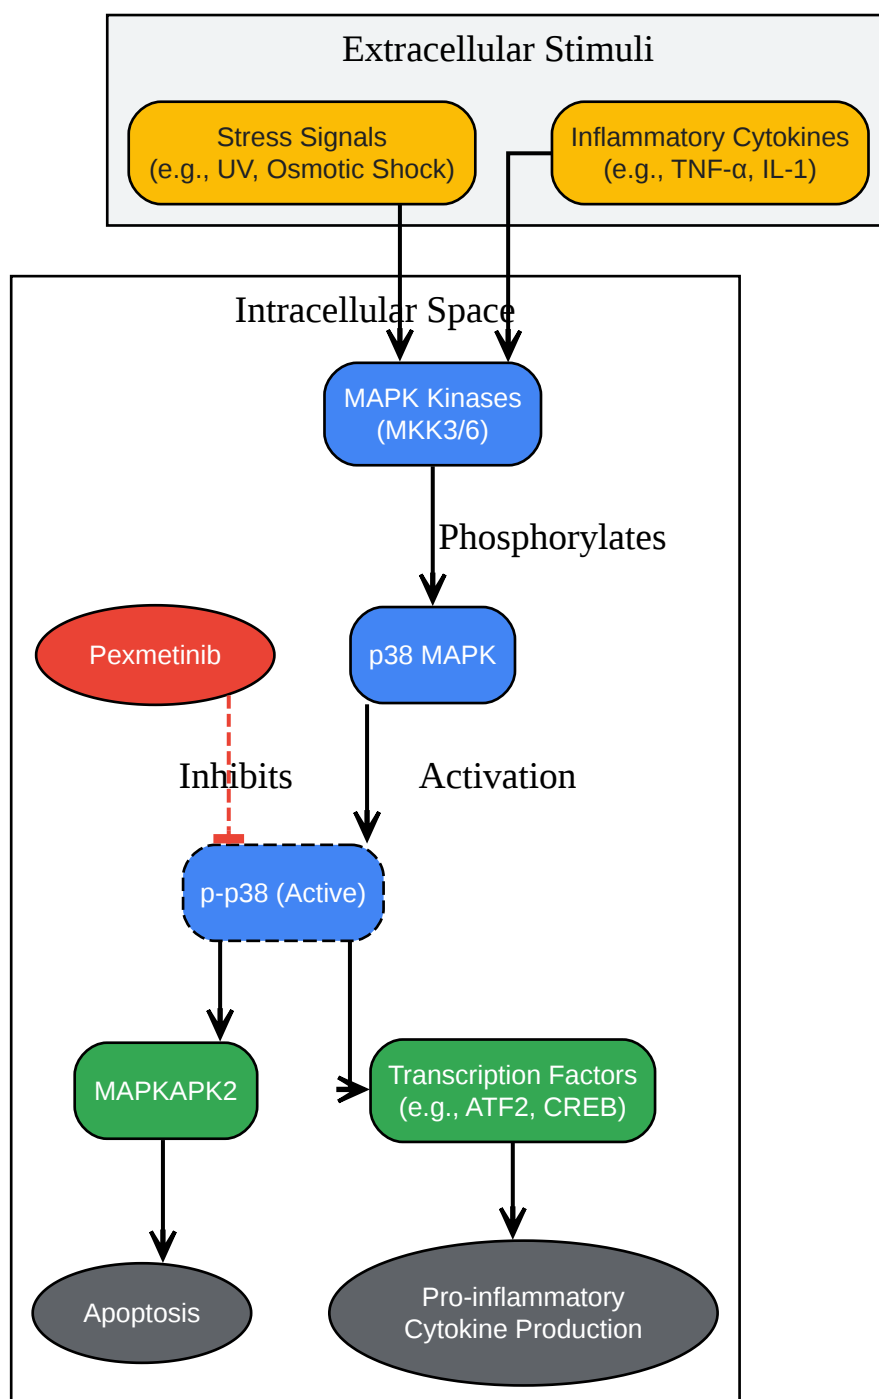 Extracellular Stimuli
Stress Signals
(e.g., UV, Osmotic Shock)
Inflammatory Cytokines
(e.g., TNF-α, IL-1)
Intracellular Space
MAPK Kinases
(MKK3/6)
Phosphorylates
Pexmetinib
p38 MAPK
Inhibits
Activation
p-p38 (Active)
MAPKAPK2
Transcription Factors
(e.g., ATF2, CREB)
Apoptosis
Pro-inflammatory
Cytokine Production